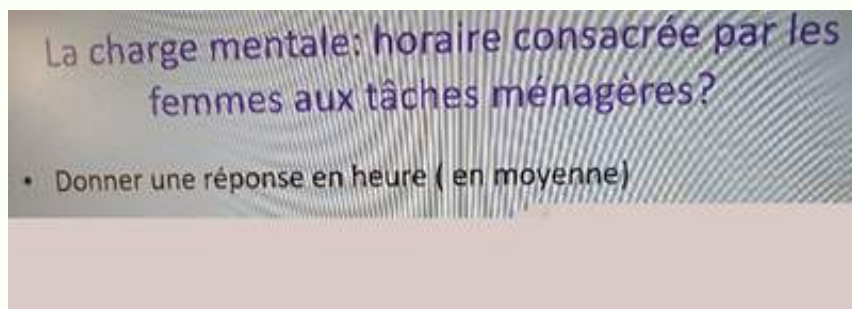 La charge mentale: horaire consacrée par les
femmes aux tâches ménagères?
• Donner une réponse en heure ( en moyenne)